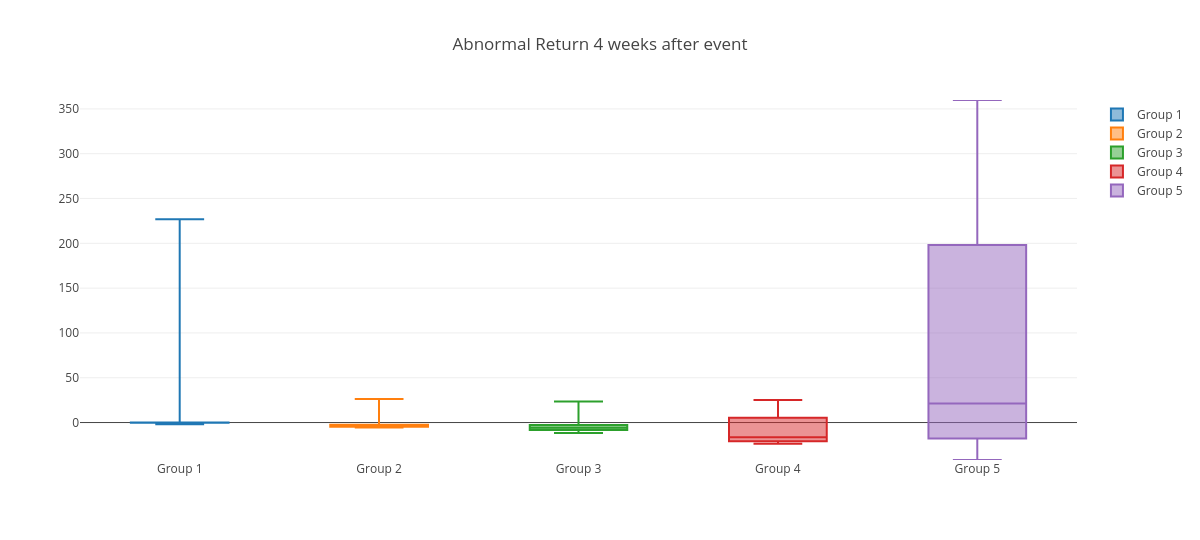 Abnormal Return 4 weeks after event
350
300
250
200
150
100
50
0
Group 1
Group 2
Group 3
Group 4
Group 5
Group 1
Group 2
Group 3
Group 4
Group 5